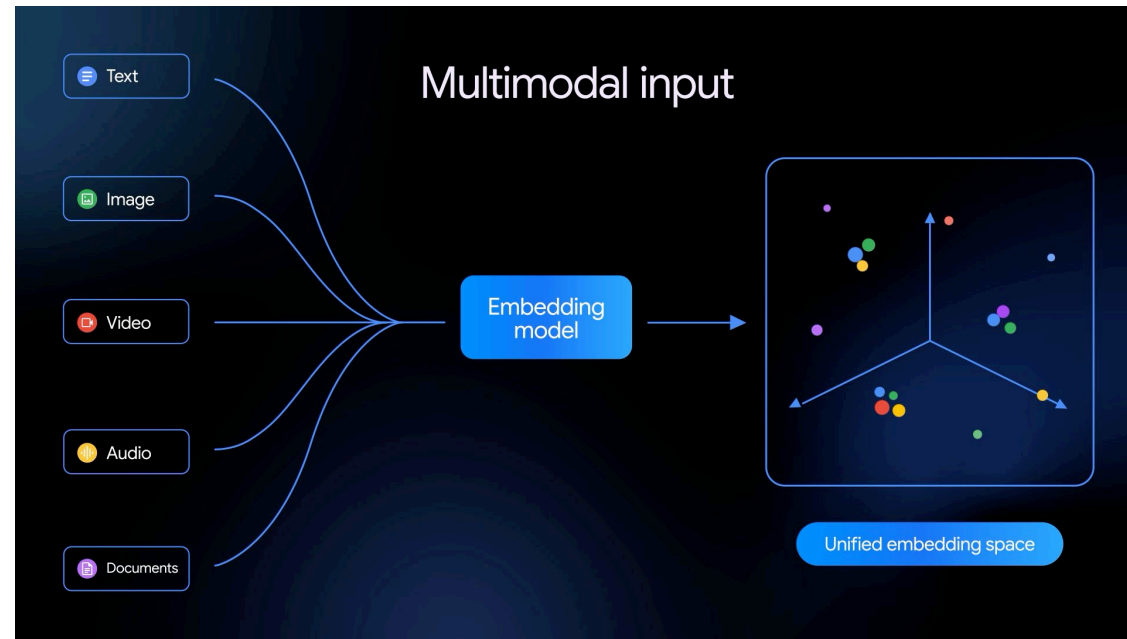 Multimodal input
Text
Image
Video
Audio
Documents
Embedding
model
Unified embedding space